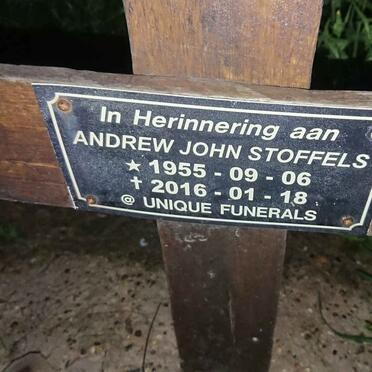 In Herinnering aan
ANDREW JOHN STOFFELS
★ 1955 - 09 - 06
✝ 2016 - 01 - 18
@ UNIQUE FUNERALS